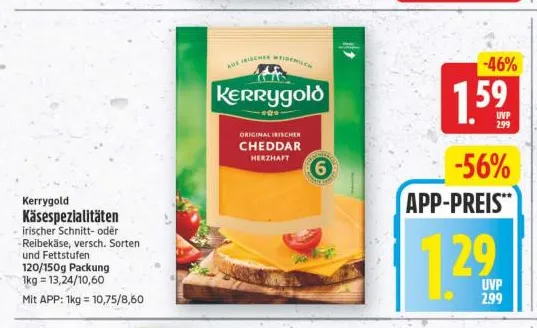 AUS IRISCHER WEIDEMILCH
KERRYgOLD
ORIGINAL IRISCHER
CHEDDAR
HERZHAFT
6
-46%
1.59
UVP
2.99
-56%
APP-PREIS**
1.29
UVP
2.99
Kerrygold
Käsespezialitäten
irischer Schnitt- oder
Reibekäse, versch. Sorten
und Fettstufen
120/150g Packung
1kg = 13,24/10,60
Mit APP: 1kg = 10,75/8,60